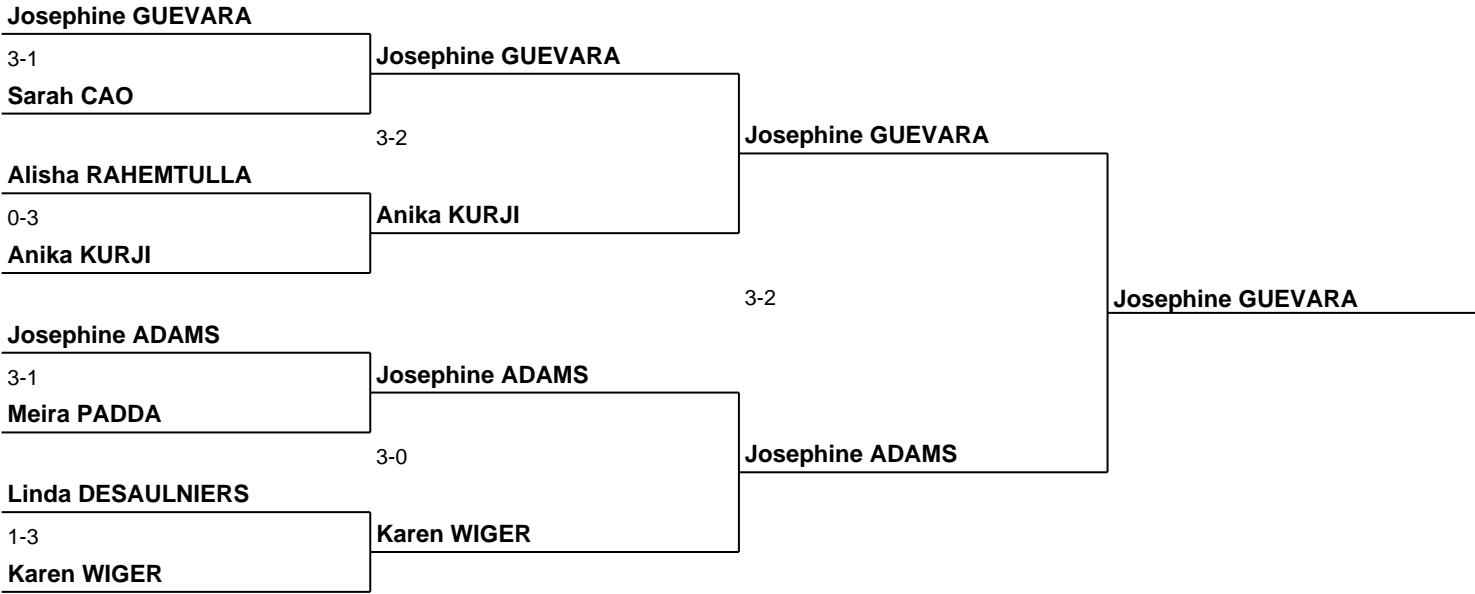 Josephine GUEVARA
3-1
Josephine GUEVARA
Sarah CAO
3-2
Josephine GUEVARA
Alisha RAHEMTULLA
0-3
Anika KURJI
Anika KURJI
3-2
Josephine GUEVARA
Josephine ADAMS
3-1
Josephine ADAMS
Meira PADDA
3-0
Josephine ADAMS
Linda DESAULNIERS
1-3
Karen WIGER
Karen WIGER